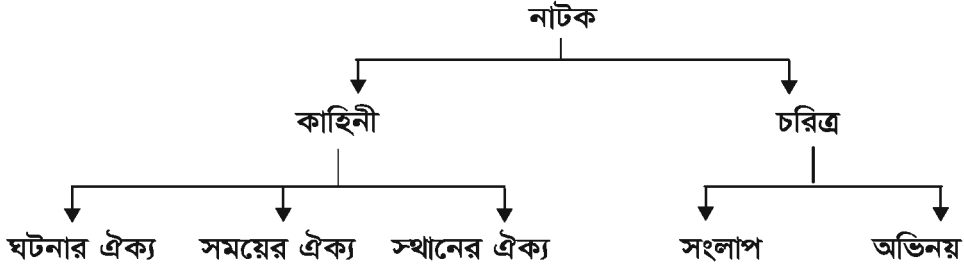 নাটক
কাহিনী চরিত্র
ঘটনার ঐক্য সময়ের ঐক্য স্থানের ঐক্য সংলাপ অভিনয়